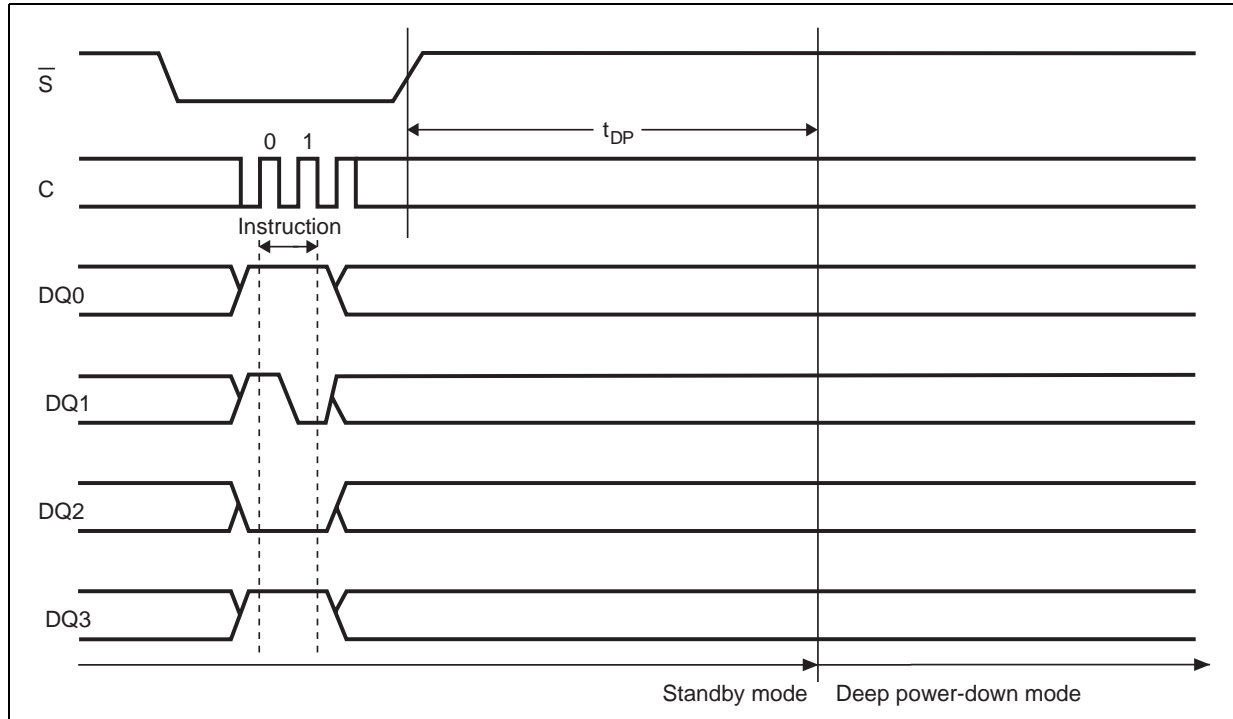 S̅
t_DP
0 1
C
Instruction
DQ0
DQ1
DQ2
DQ3
Standby mode Deep power-down mode